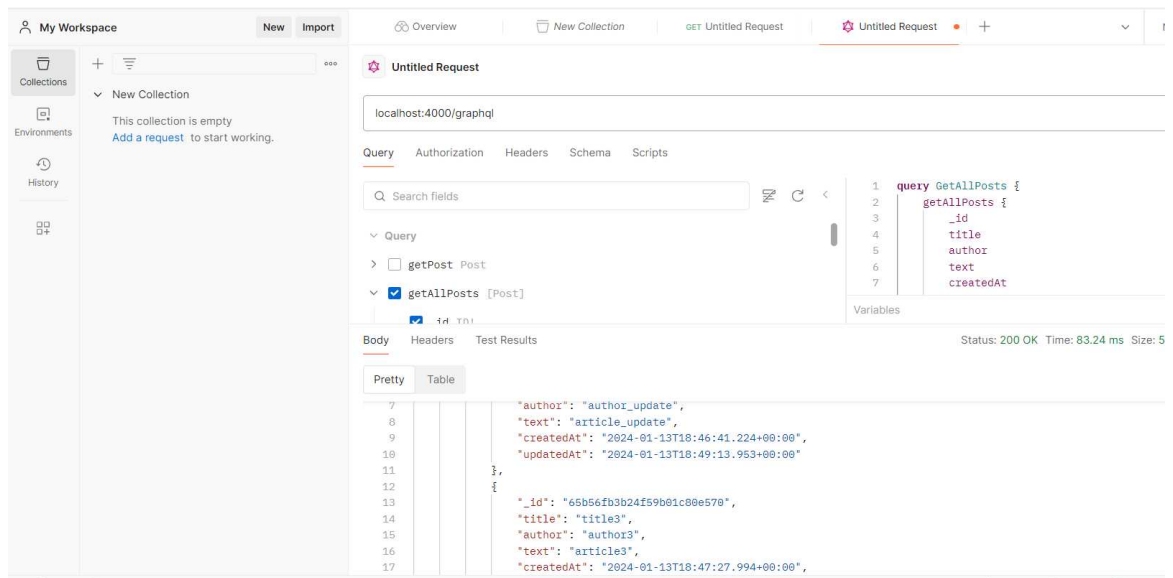 My Workspace New Import Overview New Collection GET Untitled Request Untitled Request
Collections
Environments
History
New Collection
This collection is empty
Add a request to start working.
Untitled Request
localhost:4000/graphql
Query Authorization Headers Schema Scripts
Search fields
Query
getPost Post
getAllPosts [Post]
_id ID!
1 query GetAllPosts {
2 getAllPosts {
3 _id
4 title
5 author
6 text
7 createdAt
Variables
Body Headers Test Results Status: 200 OK Time: 83.24 ms Size: 5
Pretty Table
7 "author": "author_update",
8 "text": "article_update",
9 "createdAt": "2024-01-13T18:46:41.224+00:00",
10 "updatedAt": "2024-01-13T18:49:13.953+00:00"
11 },
12 {
13 "_id": "65b56fb3b24f59b01c80e570",
14 "title": "title3",
15 "author": "author3",
16 "text": "article3",
17 "createdAt": "2024-01-13T18:47:27.994+00:00",